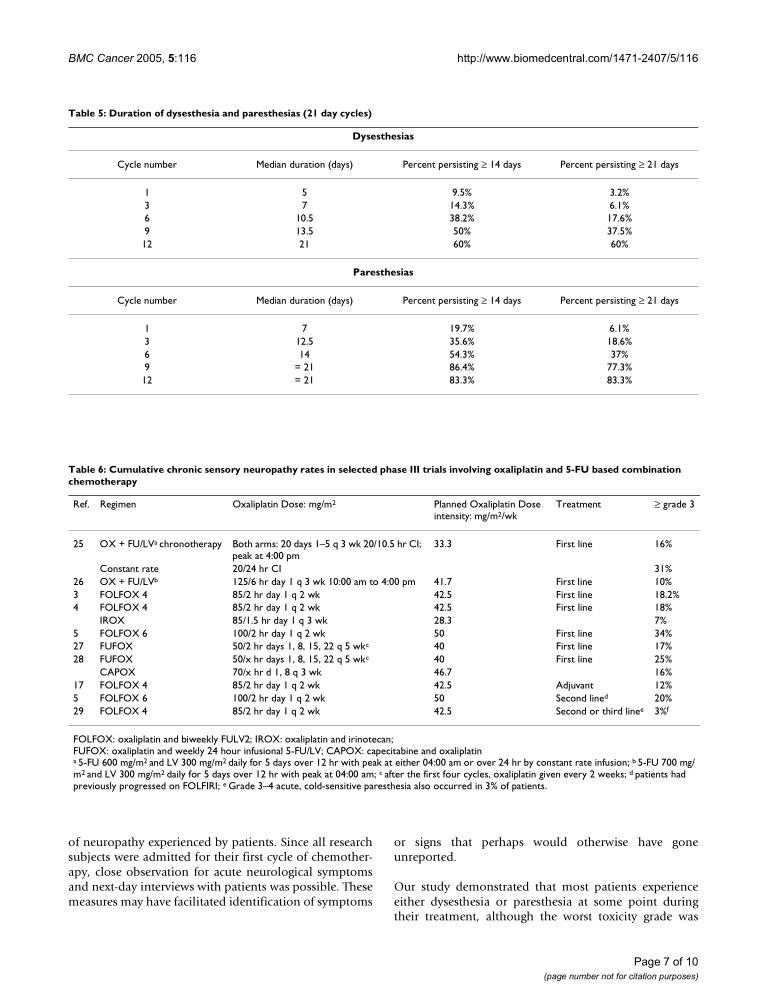 BMC Cancer 2005, 5:116 http://www.biomedcentral.com/1471-2407/5/116
Table 5: Duration of dysesthesia and paresthesias (21 day cycles)
Dysesthesias
Cycle number Median duration (days) Percent persisting ≥ 14 days Percent persisting ≥ 21 days
1 5 9.5% 3.2%
3 7 14.3% 6.1%
6 10.5 38.2% 17.6%
9 13.5 50% 37.5%
12 21 60% 60%
Paresthesias
Cycle number Median duration (days) Percent persisting ≥ 14 days Percent persisting ≥ 21 days
1 7 19.7% 6.1%
3 12.5 35.6% 18.6%
6 14 54.3% 37%
9 = 21 86.4% 77.3%
12 = 21 83.3% 83.3%
Table 6: Cumulative chronic sensory neuropathy rates in selected phase III trials involving oxaliplatin and 5-FU based combination
chemotherapy
Ref. Regimen Oxaliplatin Dose: mg/m2 Planned Oxaliplatin Dose Treatment ≥ grade 3
intensity: mg/m2/wk
25 OX + FU/LVa chronotherapy Both arms: 20 days 1–5 q 3 wk 20/10.5 hr CI; 33.3 First line 16%
peak at 4:00 pm
Constant rate 20/24 hr CI 31%
26 OX + FU/LVb 125/6 hr day 1 q 3 wk 10:00 am to 4:00 pm 41.7 First line 10%
3 FOLFOX 4 85/2 hr day 1 q 2 wk 42.5 First line 18.2%
4 FOLFOX 4 85/2 hr day 1 q 2 wk 42.5 First line 18%
IROX 85/1.5 hr day 1 q 3 wk 28.3 7%
5 FOLFOX 6 100/2 hr day 1 q 2 wk 50 First line 34%
27 FUFOX 50/2 hr days 1, 8, 15, 22 q 5 wkc 40 First line 17%
28 FUFOX 50/x hr days 1, 8, 15, 22 q 5 wkc 40 First line 25%
CAPOX 70/x hr d 1, 8 q 3 wk 46.7 16%
17 FOLFOX 4 85/2 hr day 1 q 2 wk 42.5 Adjuvant 12%
5 FOLFOX 6 100/2 hr day 1 q 2 wk 50 Second lined 20%
29 FOLFOX 4 85/2 hr day 1 q 2 wk 42.5 Second or third linee 3%f
FOLFOX: oxaliplatin and biweekly FULV2; IROX: oxaliplatin and irinotecan;
FUFOX: oxaliplatin and weekly 24 hour infusional 5-FU/LV; CAPOX: capecitabine and oxaliplatin
a 5-FU 600 mg/m2 and LV 300 mg/m2 daily for 5 days over 12 hr with peak at either 04:00 am or over 24 hr by constant rate infusion; b 5-FU 700 mg/
m2 and LV 300 mg/m2 daily for 5 days over 12 hr with peak at 04:00 am; c after the first four cycles, oxaliplatin given every 2 weeks; d patients had
previously progressed on FOLFIRI; e Grade 3–4 acute, cold-sensitive paresthesia also occurred in 3% of patients.
of neuropathy experienced by patients. Since all research
subjects were admitted for their first cycle of chemother-
apy, close observation for acute neurological symptoms
and next-day interviews with patients was possible. These
measures may have facilitated identification of symptoms
or signs that perhaps would otherwise have gone
unreported.
Our study demonstrated that most patients experience
either dysesthesia or paresthesia at some point during
their treatment, although the worst toxicity grade was
Page 7 of 10
(page number not for citation purposes)